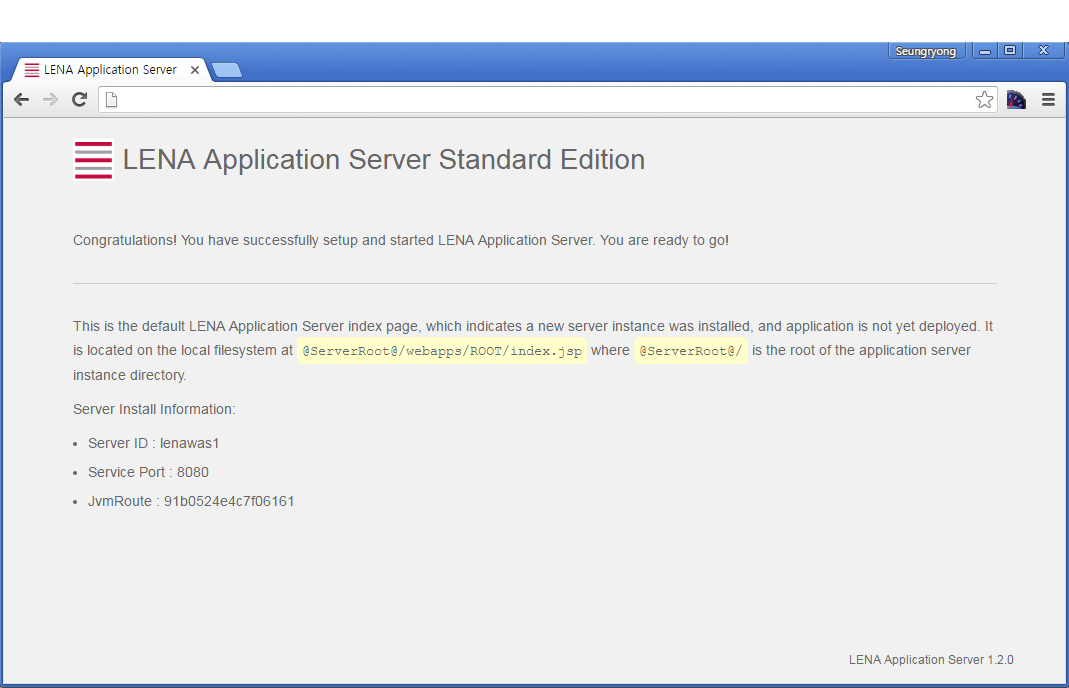 Seungryong
LENA Application Server
LENA Application Server Standard Edition
Congratulations! You have successfully setup and started LENA Application Server. You are ready to go!
This is the default LENA Application Server index page, which indicates a new server instance was installed, and application is not yet deployed. It
is located on the local filesystem at @ServerRoot@/webapps/ROOT/index.jsp where @ServerRoot@/ is the root of the application server
instance directory.
Server Install Information:
• Server ID : lenawas1
• Service Port : 8080
• JvmRoute : 91b0524e4c7f06161
LENA Application Server 1.2.0